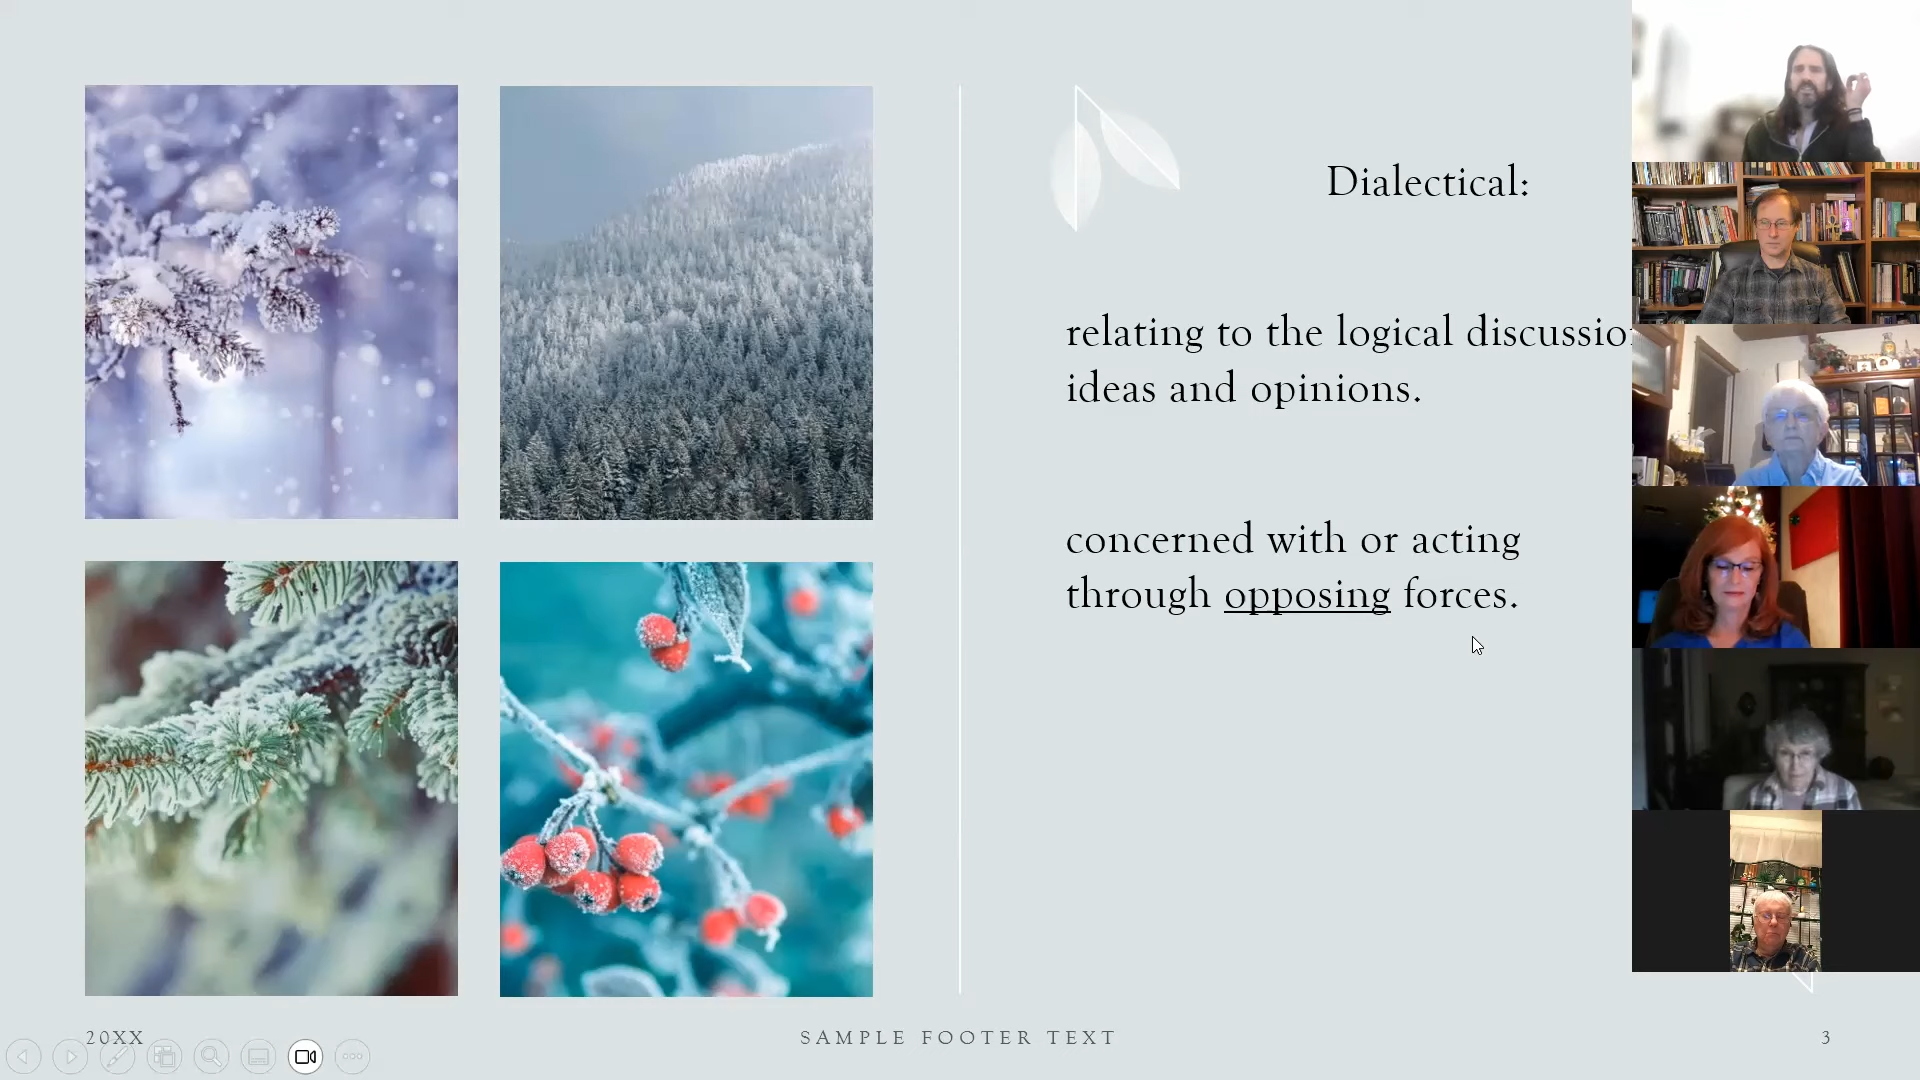 Dialectical:
relating to the logical discussion
ideas and opinions.
concerned with or acting
through opposing forces.
20XX
SAMPLE FOOTER TEXT
3